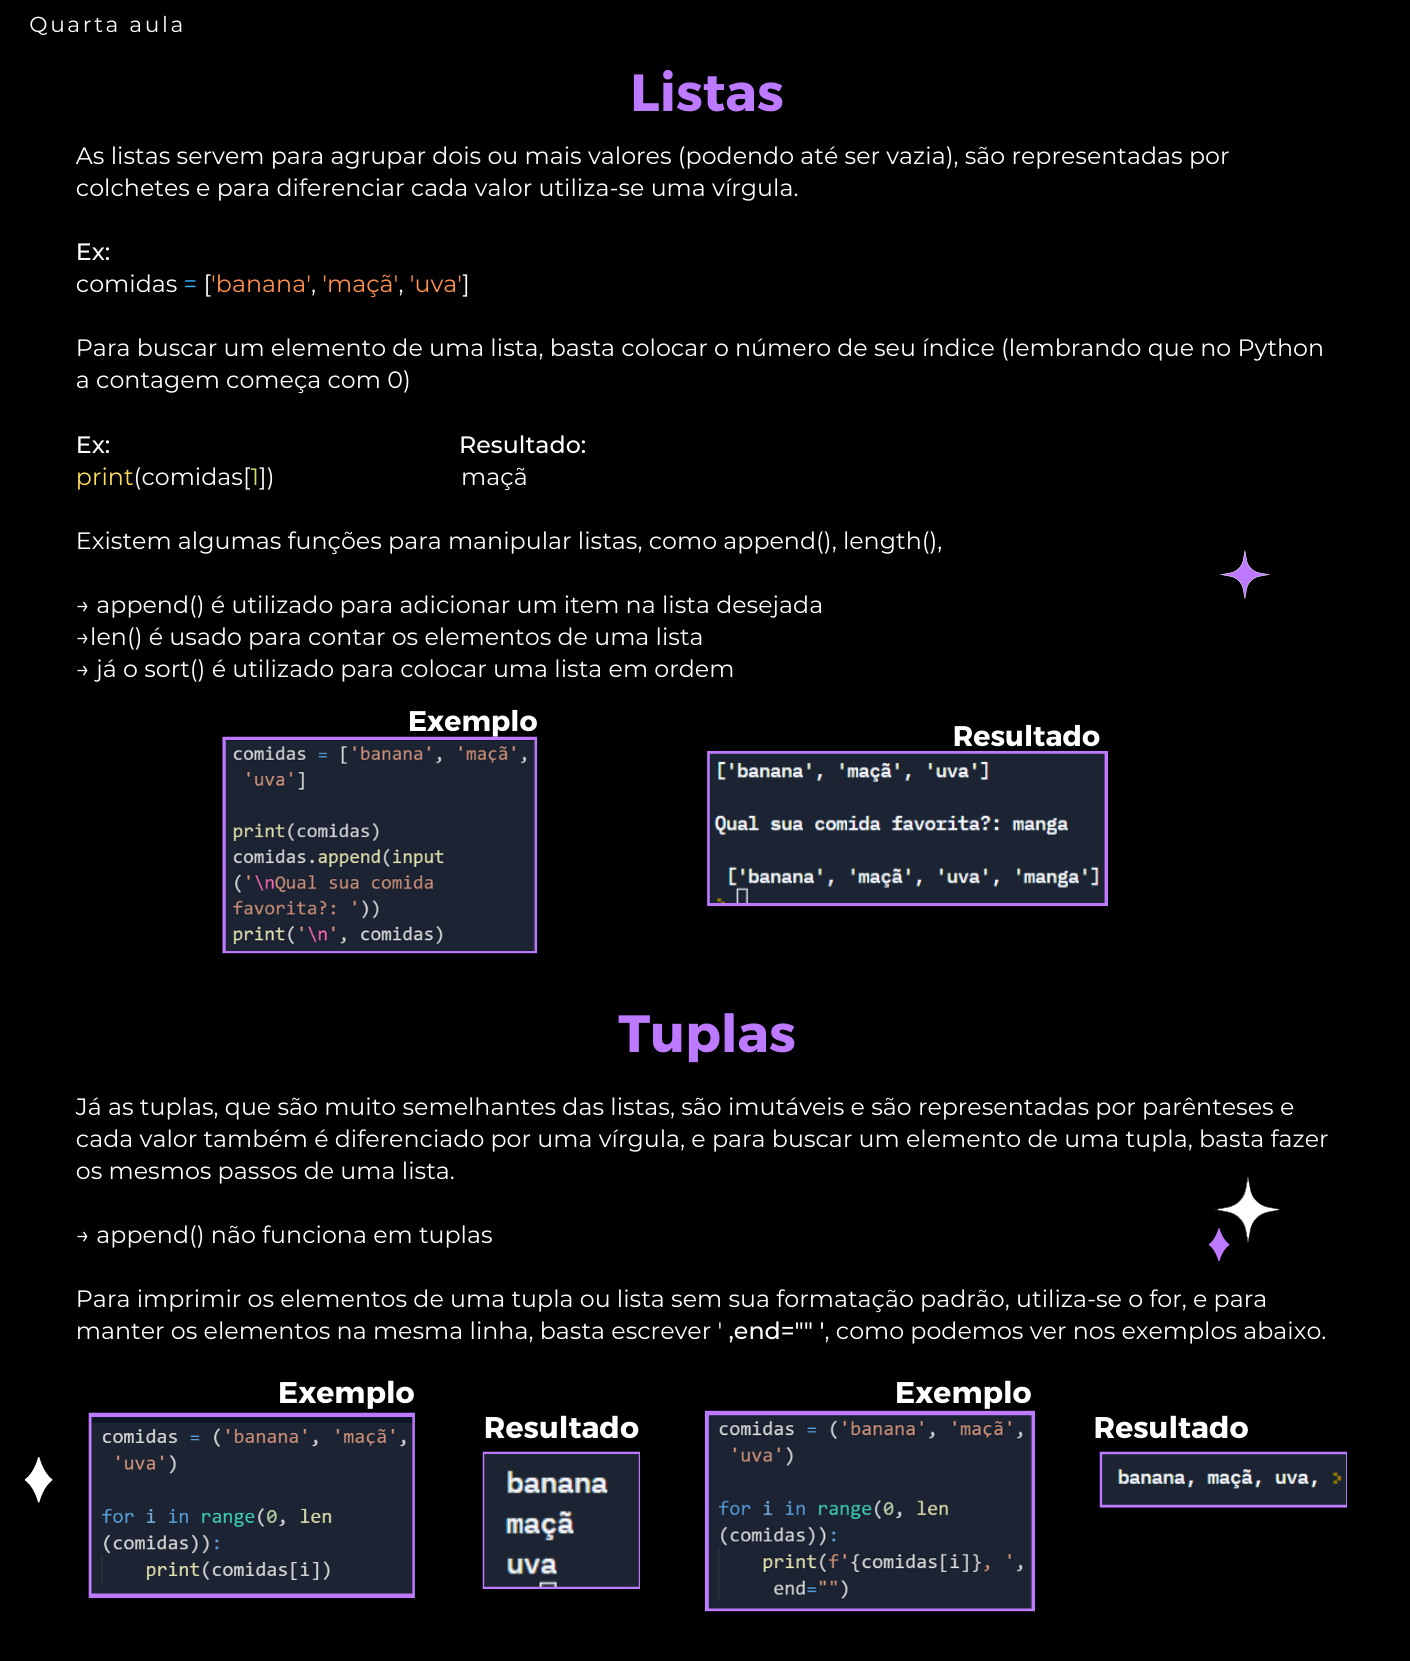 Quarta aula
Listas
As listas servem para agrupar dois ou mais valores (podendo até ser vazia), são representadas por
colchetes e para diferenciar cada valor utiliza-se uma vírgula.
Ex:
comidas = ['banana', 'maçã', 'uva']
Para buscar um elemento de uma lista, basta colocar o número de seu índice (lembrando que no Python
a contagem começa com 0)
Ex:
print(comidas[1])
Resultado:
maçã
Existem algumas funções para manipular listas, como append(), length(),
→ append() é utilizado para adicionar um item na lista desejada
→len() é usado para contar os elementos de uma lista
→ já o sort() é utilizado para colocar uma lista em ordem
Exemplo
comidas = ['banana', 'maçã',
'uva']
print(comidas)
comidas.append(input
('\nQual sua comida
favorita?: '))
print('\n', comidas)
Resultado
['banana', 'maçã', 'uva']
Qual sua comida favorita?: manga
['banana', 'maçã', 'uva', 'manga']
Tuplas
Já as tuplas, que são muito semelhantes das listas, são imutáveis e são representadas por parênteses e
cada valor também é diferenciado por uma vírgula, e para buscar um elemento de uma tupla, basta fazer
os mesmos passos de uma lista.
→ append() não funciona em tuplas
Para imprimir os elementos de uma tupla ou lista sem sua formatação padrão, utiliza-se o for, e para
manter os elementos na mesma linha, basta escrever ' ,end="" ', como podemos ver nos exemplos abaixo.
Exemplo
comidas = ('banana', 'maçã',
'uva')
for i in range(0, len
(comidas)):
print(comidas[i])
Resultado
banana
maçã
uva
Exemplo
comidas = ('banana', 'maçã',
'uva')
for i in range(0, len
(comidas)):
print(f'{comidas[i]}, ',
end="")
Resultado
banana, maçã, uva, >